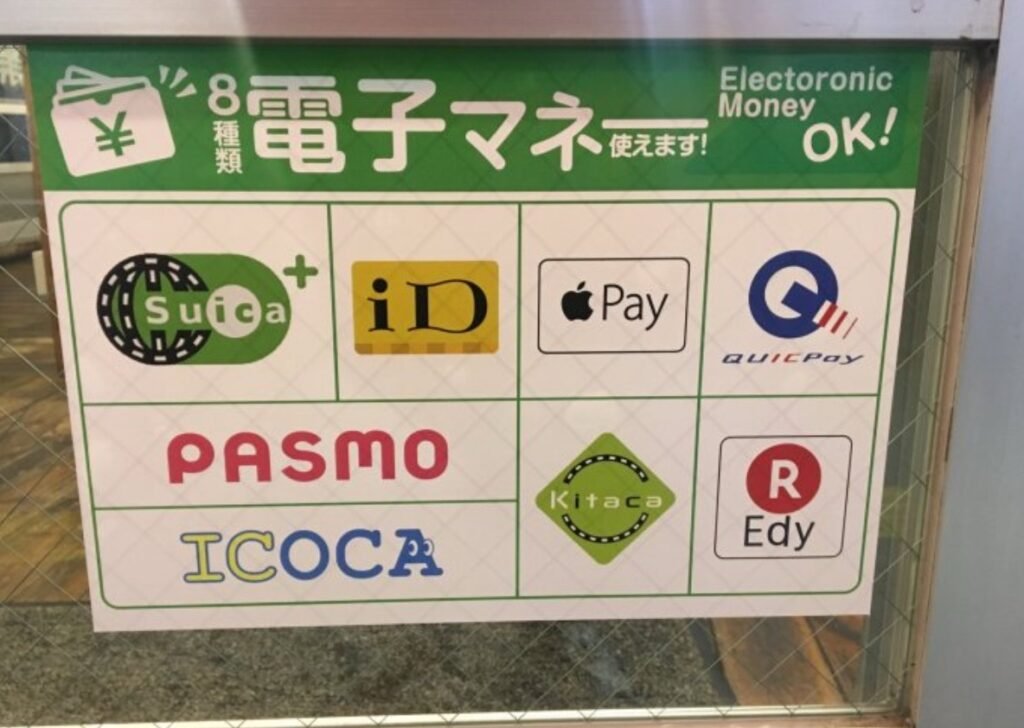 ¥
8種類
電子マネー
使えます!
Electoronic
Money
OK!
Suica+
iD
Pay
QUICPay
PASMO
ICOCA
Kitaca
R
Edy